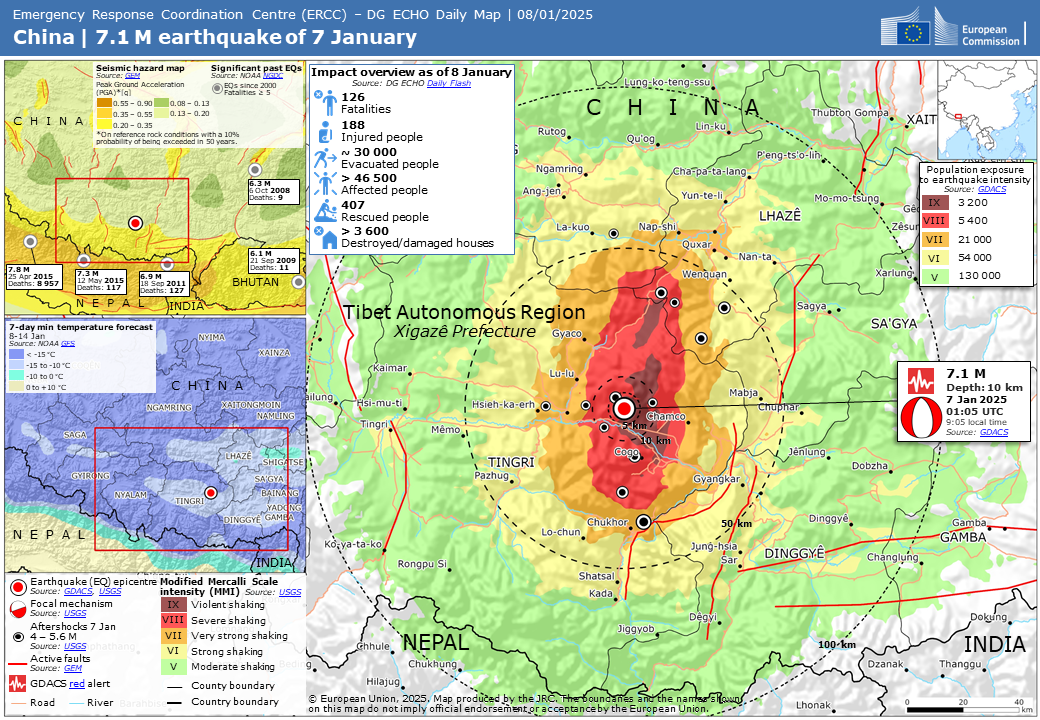 Emergency Response Coordination Centre (ERCC) – DG ECHO Daily Map | 08/01/2025
China | 7.1 M earthquake of 7 January
European
Commission
Seismic hazard map
Source: GEM
Peak Ground Acceleration
(PGA)*[g]
0.55 – 0.90
0.35 – 0.55
0.20 – 0.35
0.08 – 0.13
0.13 – 0.20
*On reference rock conditions with a 10%
probability of being exceeded in 50 years.
Significant past EQs
Source: NOAA NGDC
EQs since 2000
Fatalities ≥ 5
CHINA
6.3 M
6 Oct 2008
Deaths: 9
6.1 M
21 Sep 2009
Deaths: 11
7.8 M
25 Apr 2015
Deaths: 8 957
7.3 M
12 May 2015
Deaths: 117
6.9 M
18 Sep 2011
Deaths: 127
BHUTAN
NEPAL
INDIA
7-day min temperature forecast
8-14 Jan
Source: NOAA GFS
< -15°C
-15 to -10°C
-10 to 0°C
0 to +10°C
NYIMA
XAINZA
CHINA
NGAMRING
XAITONGMOIN
NAMLING
SAGA
LHAZÊ
SHIGATSE
GYIRONG
SA'GYA
NYALAM
TINGRI
BAINANG
YADONG
DINGGYÊ
GAMBA
NEPAL
INDIA
Earthquake (EQ) epicentre
Source: GDACS, USGS
Focal mechanism
Source: USGS
Aftershocks 7 Jan
4 – 5.6 M
Source: USGS
Active faults
Source: GEM
GDACS red alert
Road
River
Modified Mercalli Scale
intensity (MMI)
Source: USGS
IX Violent shaking
VIII Severe shaking
VII Very strong shaking
VI Strong shaking
V Moderate shaking
County boundary
Country boundary
Impact overview as of 8 January
Source: DG ECHO Daily Flash
126
Fatalities
188
Injured people
~ 30 000
Evacuated people
> 46 500
Affected people
407
Rescued people
> 3 600
Destroyed/damaged houses
Population exposure
to earthquake intensity
Source: GDACS
IX 3 200
VIII 5 400
VII 21 000
VI 54 000
V 130 000
7.1 M
Depth: 10 km
7 Jan 2025
01:05 UTC
9:05 local time
Source: GDACS
Lung-ko-teng-ssu
CHINA
Thubton Gompa
XAIT
Rutog
Qu'og
Lin-ku
P'eng-ts'o-lin
Ngamring
Cha-pa-ta-lang
Ang-jen
Yun-te-li
Mo-mo-tsung
LHAZÊ
La-kuo
Nap-shi
Quxar
Nan-ta
Wenquan
Xarlung
Tibet Autonomous Region
Xigazê Prefecture
Sagya
SA'GYA
Gyaco
Kaimar
Lu-lu
Mabja
Chuphar
Hsi-mu-ti
Hsieh-ka-erh
Chamco
5 km
10 km
Tingri
Mêmo
Cogo
Jênlung
TINGRI
Pazhug
Gyangkar
Dobzha
Chukhor
50 km
Dinggyê
Lo-chun
Gamba
GAMBA
Ko-ya-ta-ko
Jung-hsia
Sar
DINGGYÊ
Changlung
Rongpu Si
Shatsal
Kada
Dêgyi
Dokung
Jiggyob
NEPAL
Chhule
100 km
INDIA
Chukhung
Dzanak
Thanggu
Hilajug
Lhonak
© European Union, 2025. Map produced by the JRC. The boundaries and the names shown
on this map do not imply official endorsement or acceptance by the European Union.
0 20 40
km